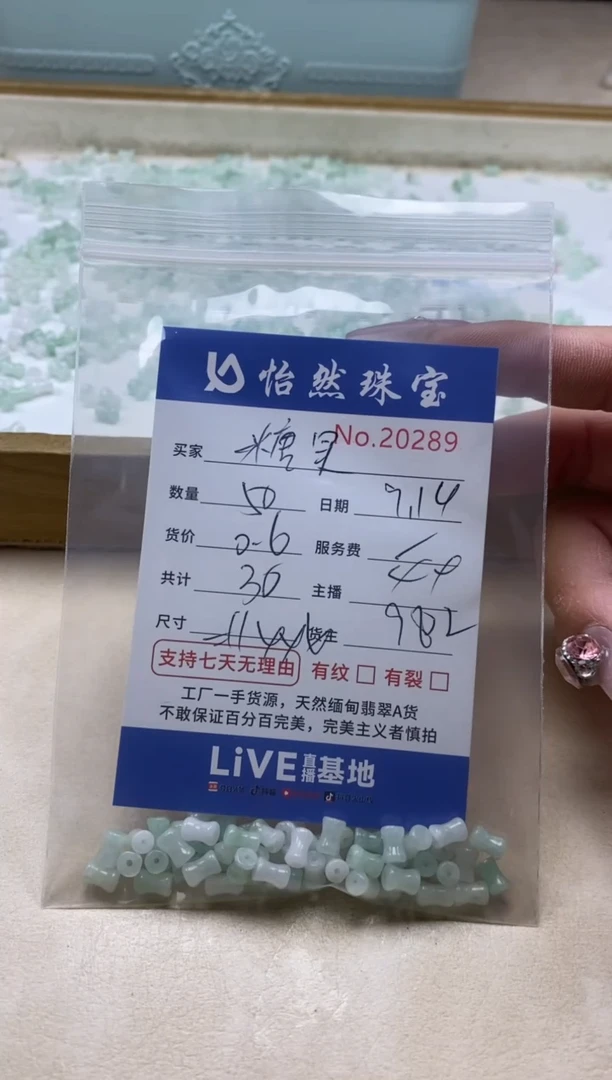 怡然珠宝
No.20289
买家 糖果
数量 50 日期 9.14
货价 0.6 服务费
共计 30 主播
尺寸 货主 982
支持七天无理由 有纹 有裂
工厂一手货源，天然缅甸翡翠A货
不敢保证百分百完美，完美主义者慎拍
LiVE直播基地